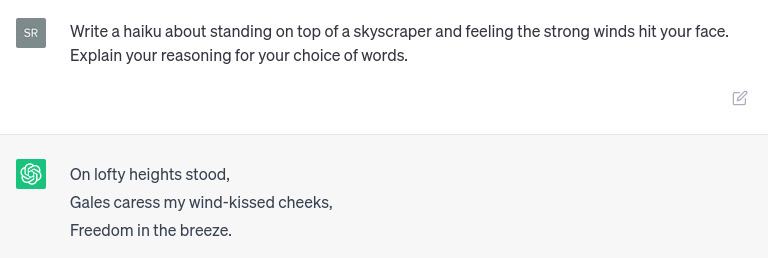 SR
Write a haiku about standing on top of a skyscraper and feeling the strong winds hit your face.
Explain your reasoning for your choice of words.
On lofty heights stood,
Gales caress my wind-kissed cheeks,
Freedom in the breeze.